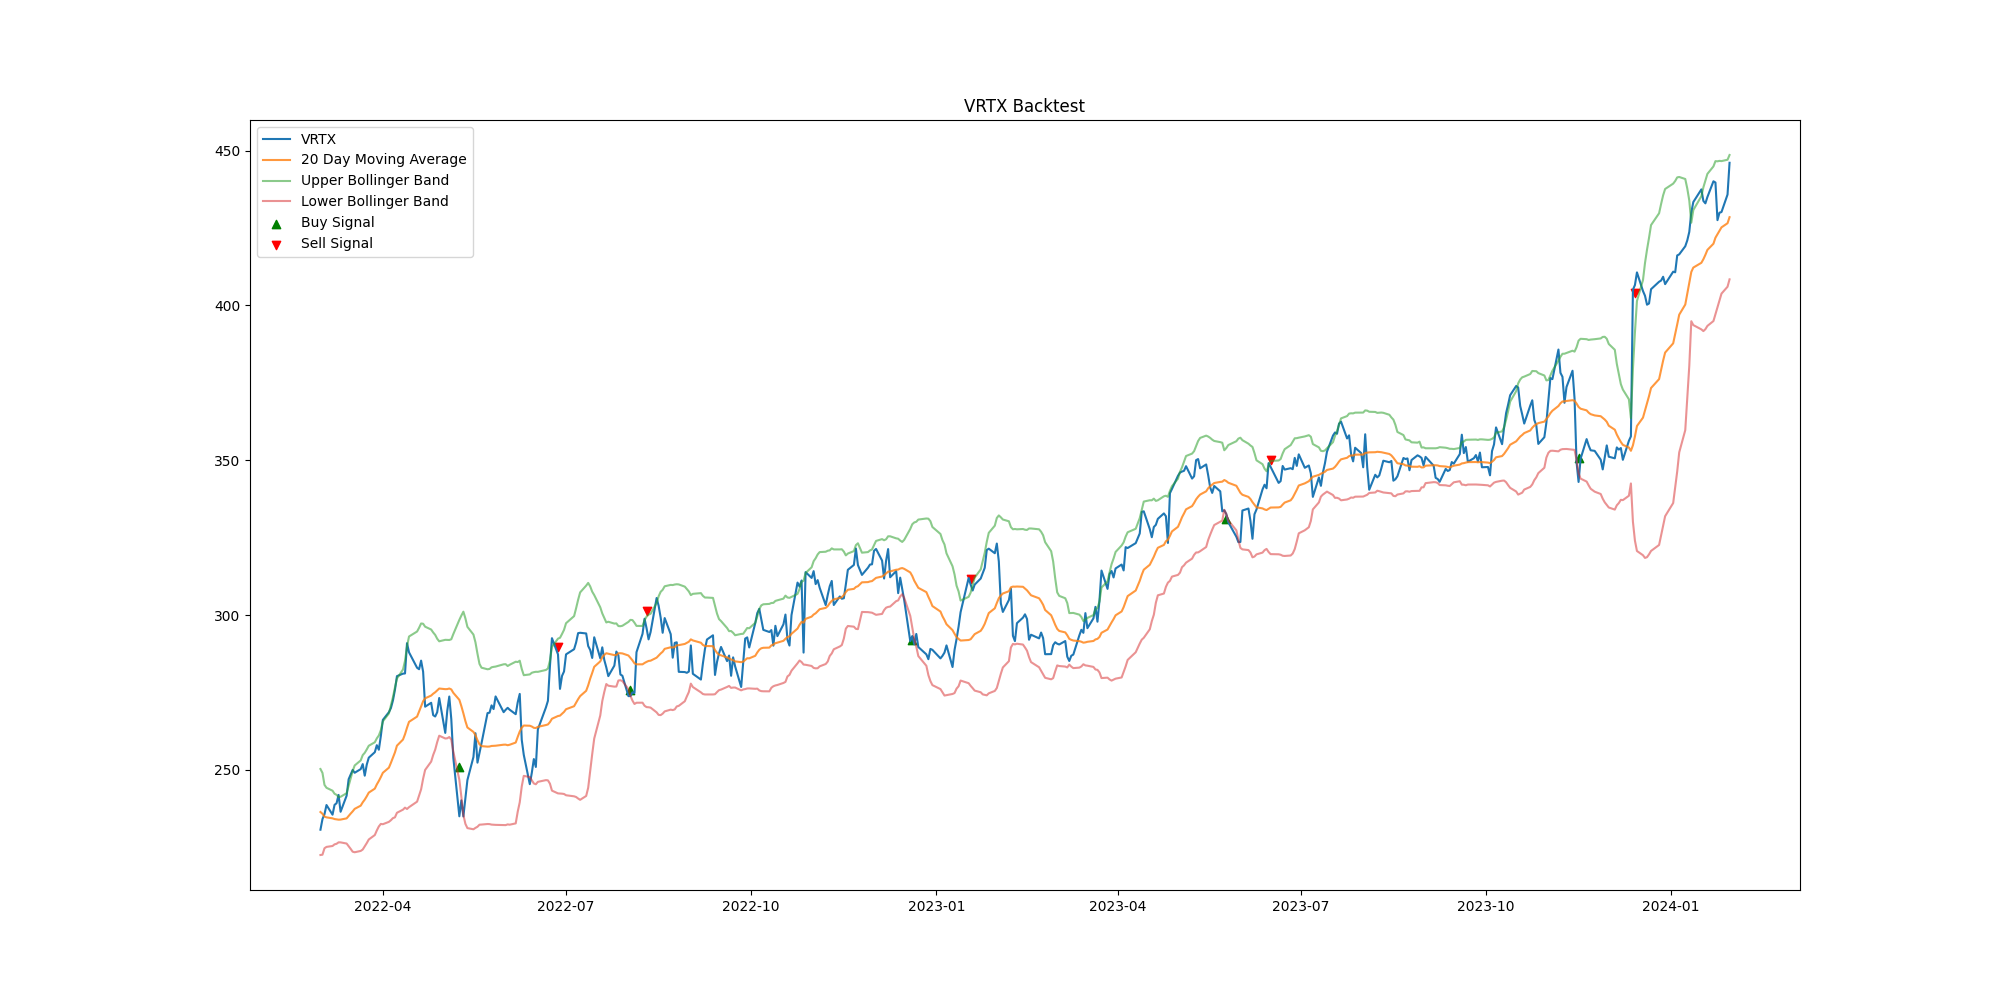 VRTX Backtest
VRTX
20 Day Moving Average
Upper Bollinger Band
Lower Bollinger Band
Buy Signal
Sell Signal
450
400
350
300
250
2022-04
2022-07
2022-10
2023-01
2023-04
2023-07
2023-10
2024-01